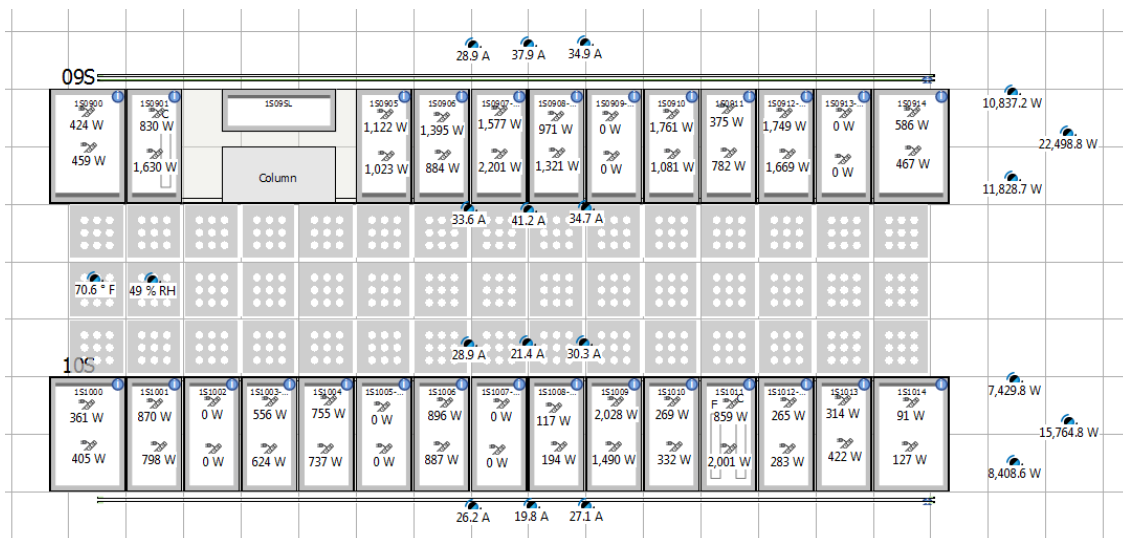 28.9 A 37.9 A 34.9 A
09S
1S0900 1S0901 1S09SL 1S0905 1S0906 1S0907-... 1S0908-... 1S0909-... 1S0910 1S0911 1S0912-... 1S0913-... 1S0914
424 W 830 W 1,122 W 1,395 W 1,577 W 971 W 0 W 1,761 W 375 W 1,749 W 0 W 586 W
C
10,837.2 W
22,498.8 W
459 W 1,630 W 1,023 W 884 W 2,201 W 1,321 W 0 W 1,081 W 782 W 1,669 W 0 W 467 W
Column
11,828.7 W
33.6 A 41.2 A 34.7 A
70.6 ° F 49 % RH
28.9 A 21.4 A 30.3 A
10S
1S1000 1S1001 1S1002 1S1003-... 1S1004 1S1005-... 1S1006 1S1007-... 1S1008-... 1S1009 1S1010 1S1011 1S1012-... 1S1013 1S1014
7,429.8 W
F
361 W 870 W 0 W 556 W 755 W 0 W 896 W 0 W 117 W 2,028 W 269 W 859 W 265 W 314 W 91 W
15,764.8 W
405 W 798 W 0 W 624 W 737 W 0 W 887 W 0 W 194 W 1,490 W 332 W 2,001 W 283 W 422 W 127 W
8,408.6 W
26.2 A 19.8 A 27.1 A